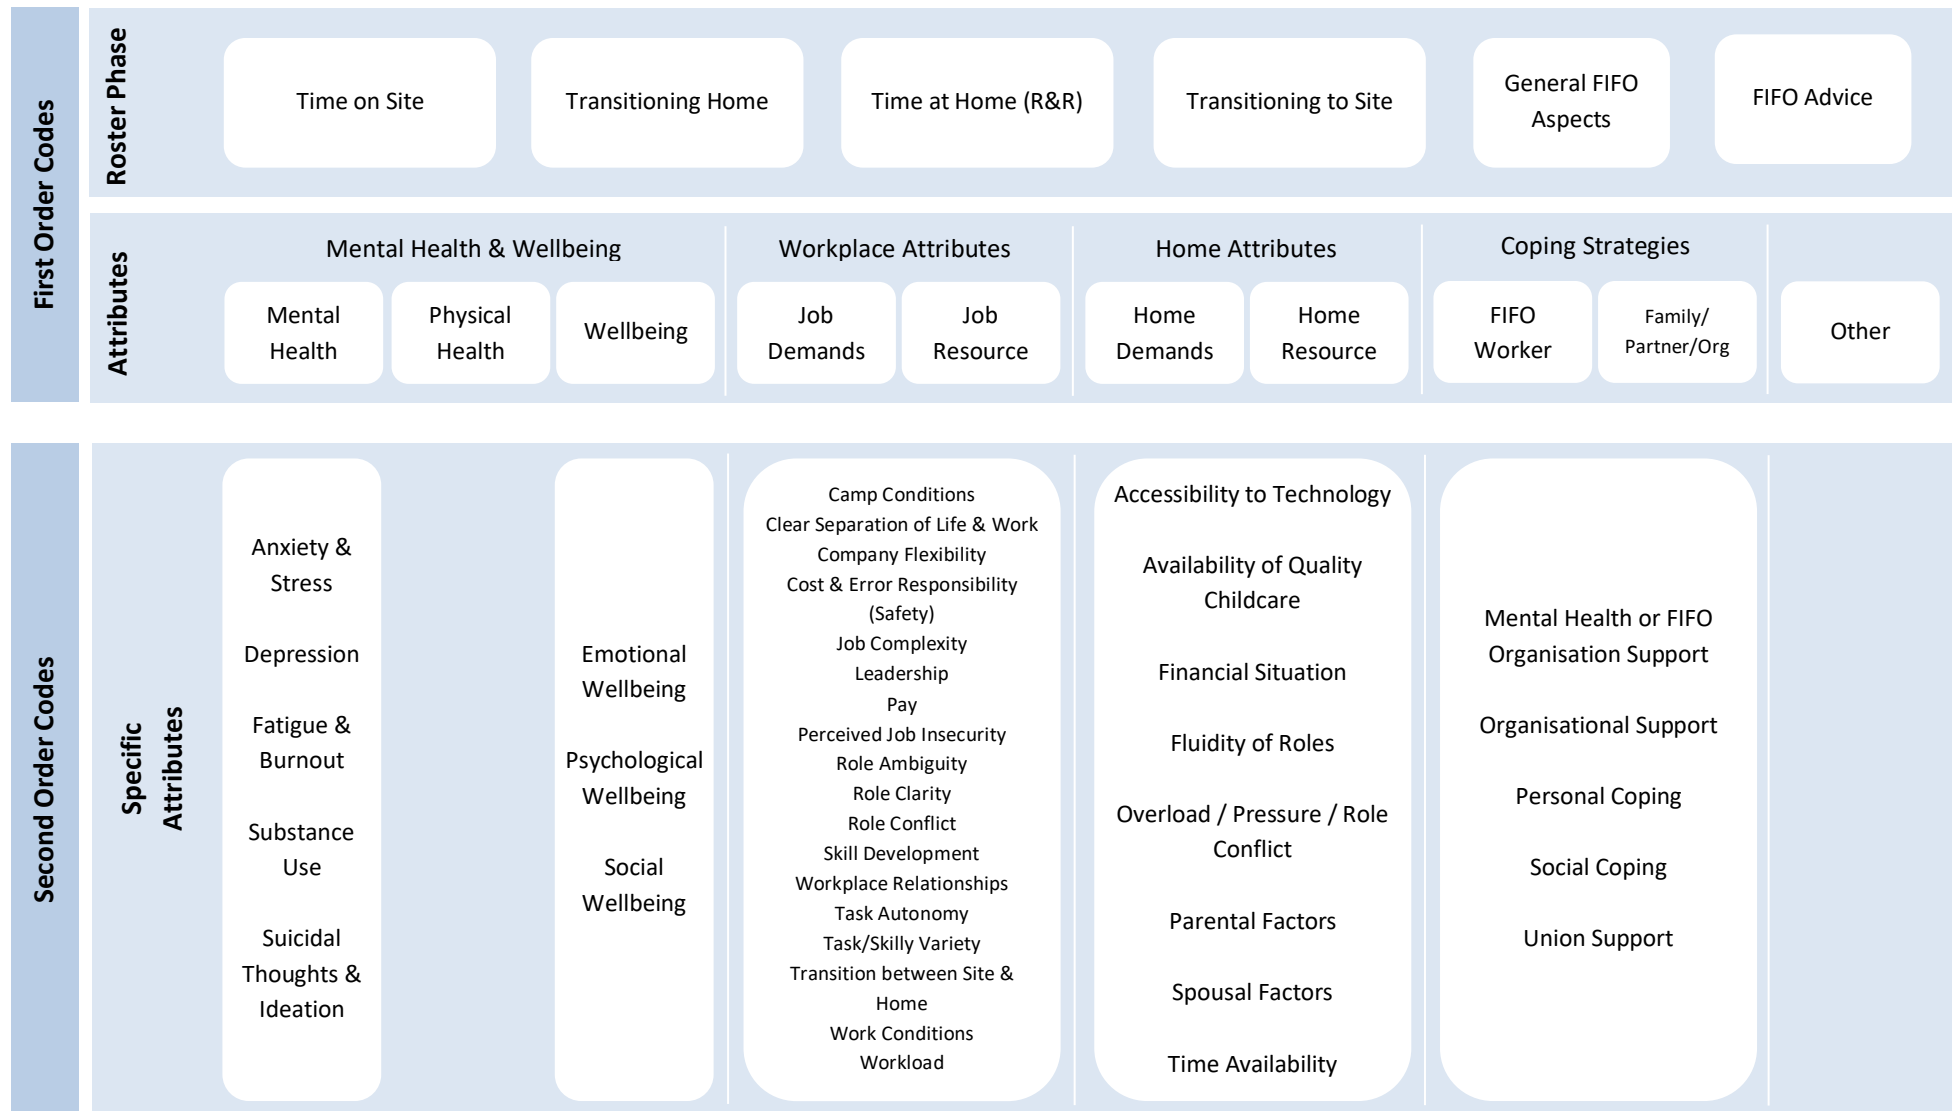 First Order Codes
Roster Phase
Time on Site
Transitioning Home
Time at Home (R&R)
Transitioning to Site
General FIFO
Aspects
FIFO Advice
Attributes
Mental Health & Wellbeing
Workplace Attributes
Home Attributes
Coping Strategies
Mental
Health
Physical
Health
Wellbeing
Job
Demands
Job
Resource
Home
Demands
Home
Resource
FIFO
Worker
Family/
Partner/Org
Other
Second Order Codes
Specific
Attributes
Anxiety &
Stress
Depression
Fatigue &
Burnout
Substance
Use
Suicidal
Thoughts &
Ideation
Emotional
Wellbeing
Psychological
Wellbeing
Social
Wellbeing
Camp Conditions
Clear Separation of Life & Work
Company Flexibility
Cost & Error Responsibility
(Safety)
Job Complexity
Leadership
Pay
Perceived Job Insecurity
Role Ambiguity
Role Clarity
Role Conflict
Skill Development
Workplace Relationships
Task Autonomy
Task/Skilly Variety
Transition between Site &
Home
Work Conditions
Workload
Accessibility to Technology
Availability of Quality
Childcare
Financial Situation
Fluidity of Roles
Overload / Pressure / Role
Conflict
Parental Factors
Spousal Factors
Time Availability
Mental Health or FIFO
Organisation Support
Organisational Support
Personal Coping
Social Coping
Union Support